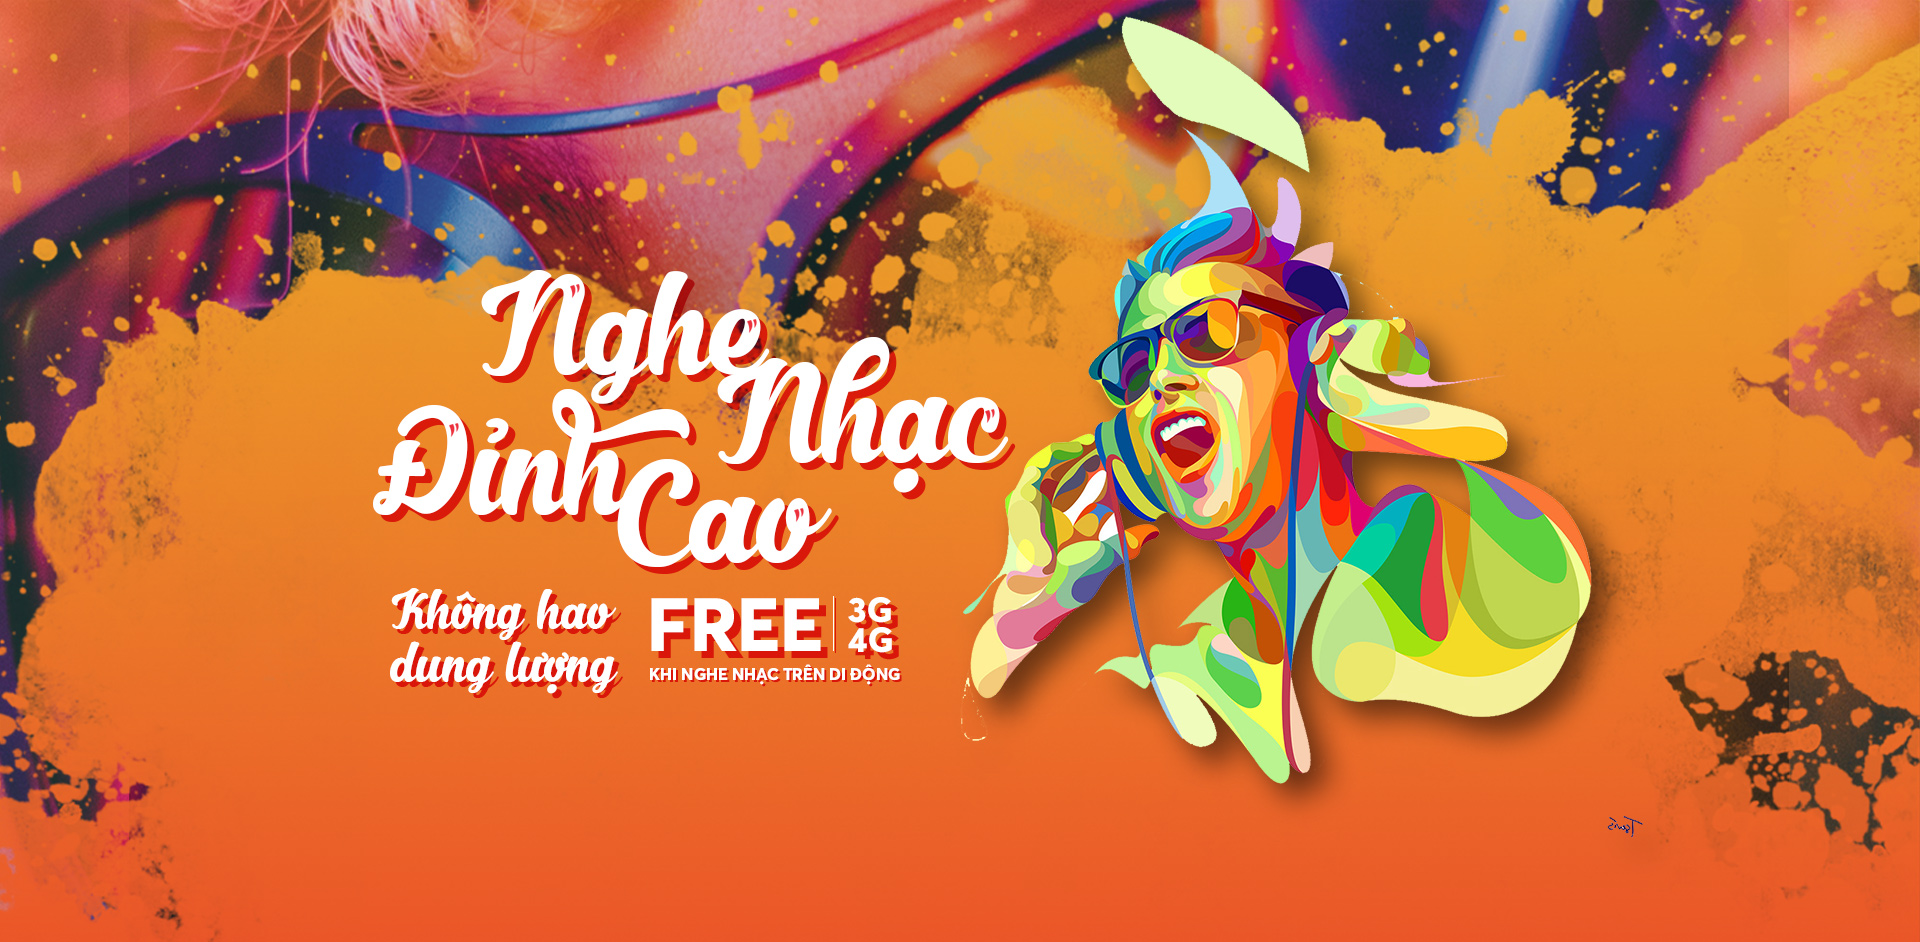 Nghe
Nhạc
Đỉnh
Cao
Không hao
dung lượng
FREE
3G
4G
KHI NGHE NHẠC TRÊN DI ĐỘNG